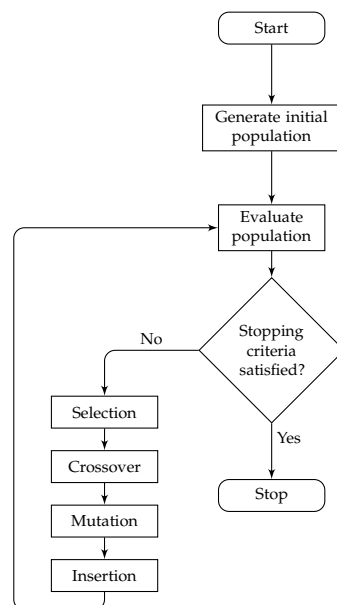 Start
Generate initial
population
Evaluate
population
Stopping
criteria
satisfied?
No
Yes
Selection
Crossover
Mutation
Insertion
Stop